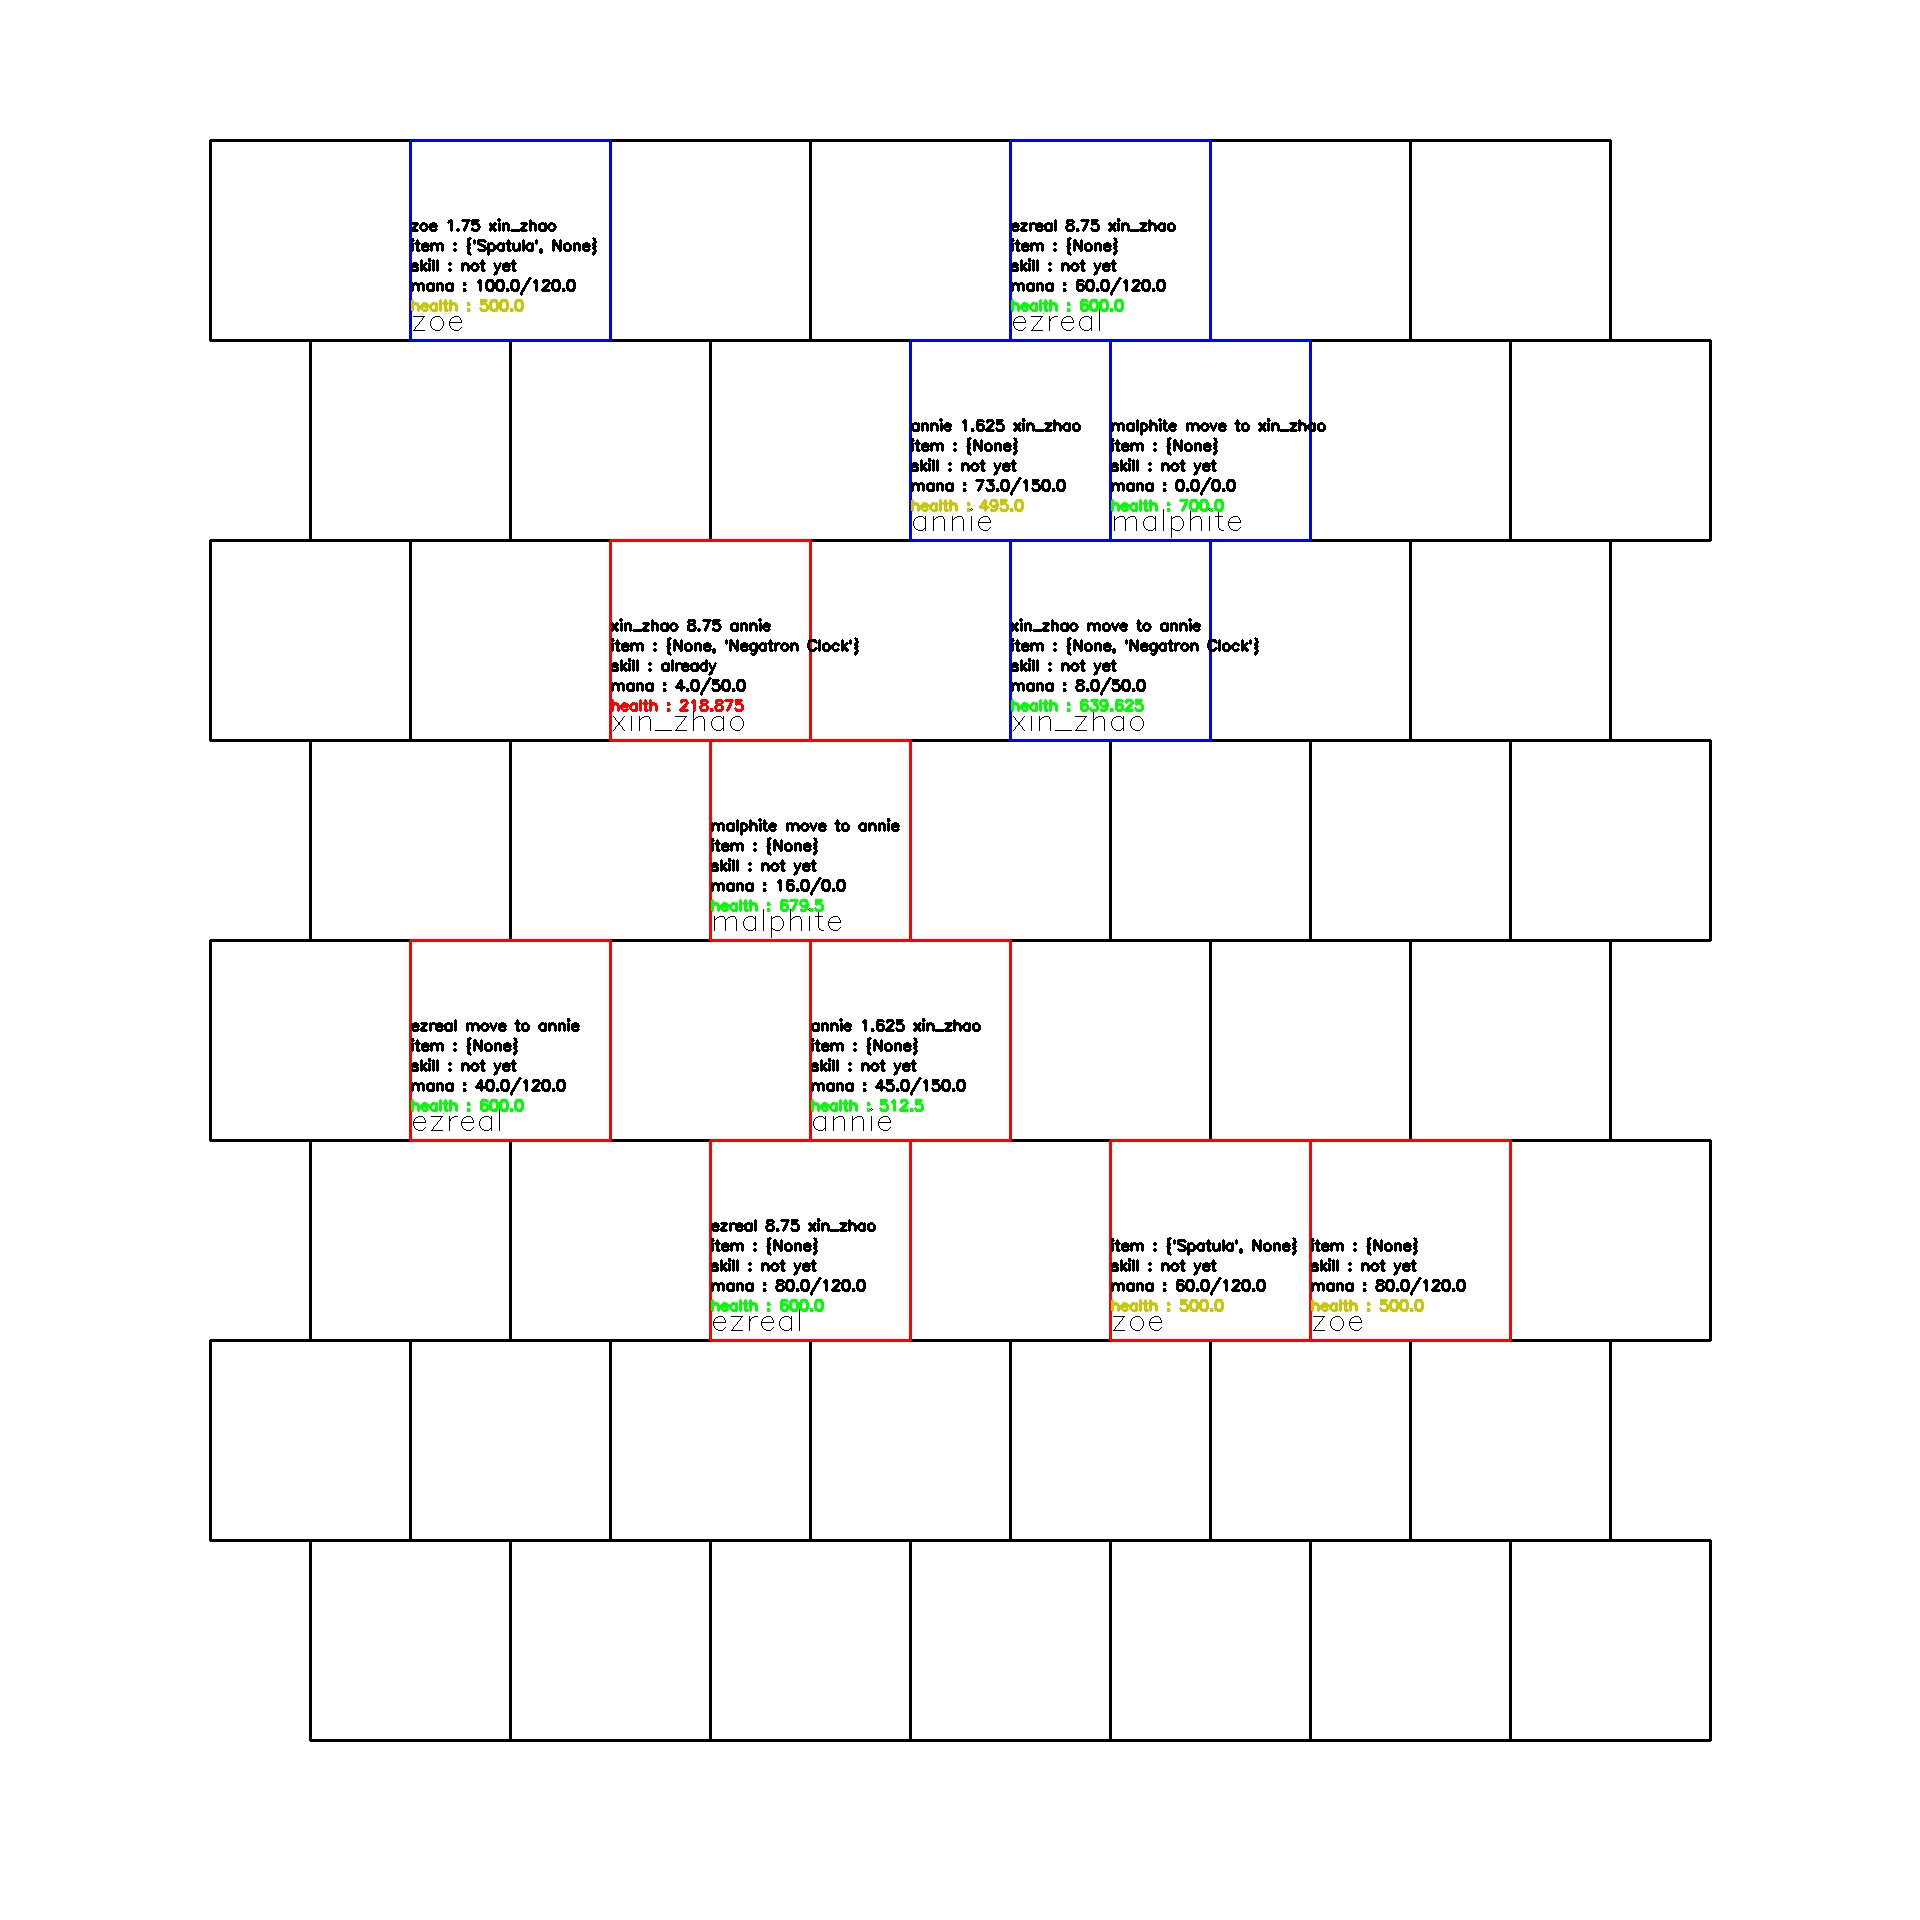 zoe 1.75 xin_zhao
item : {'Spatula', None}
skill : not yet
mana : 100.0/120.0
health : 500.0
zoe
ezreal 8.75 xin_zhao
item : {None}
skill : not yet
mana : 60.0/120.0
health : 600.0
ezreal
annie 1.625 xin_zhao
item : {None}
skill : not yet
mana : 73.0/150.0
health : 495.0
annie
malphite move to xin_zhao
item : {None}
skill : not yet
mana : 0.0/0.0
health : 700.0
malphite
xin_zhao 8.75 annie
item : {None, 'Negatron Clock'}
skill : already
mana : 4.0/50.0
health : 218.875
xin_zhao
xin_zhao move to annie
item : {None, 'Negatron Clock'}
skill : not yet
mana : 8.0/50.0
health : 639.625
xin_zhao
malphite move to annie
item : {None}
skill : not yet
mana : 16.0/0.0
health : 679.5
malphite
ezreal move to annie
item : {None}
skill : not yet
mana : 40.0/120.0
health : 600.0
ezreal
annie 1.625 xin_zhao
item : {None}
skill : not yet
mana : 45.0/150.0
health : 512.5
annie
ezreal 8.75 xin_zhao
item : {None}
skill : not yet
mana : 80.0/120.0
health : 600.0
ezreal
item : {'Spatula', None}
skill : not yet
mana : 60.0/120.0
health : 500.0
zoe
item : {None}
skill : not yet
mana : 80.0/120.0
health : 500.0
zoe